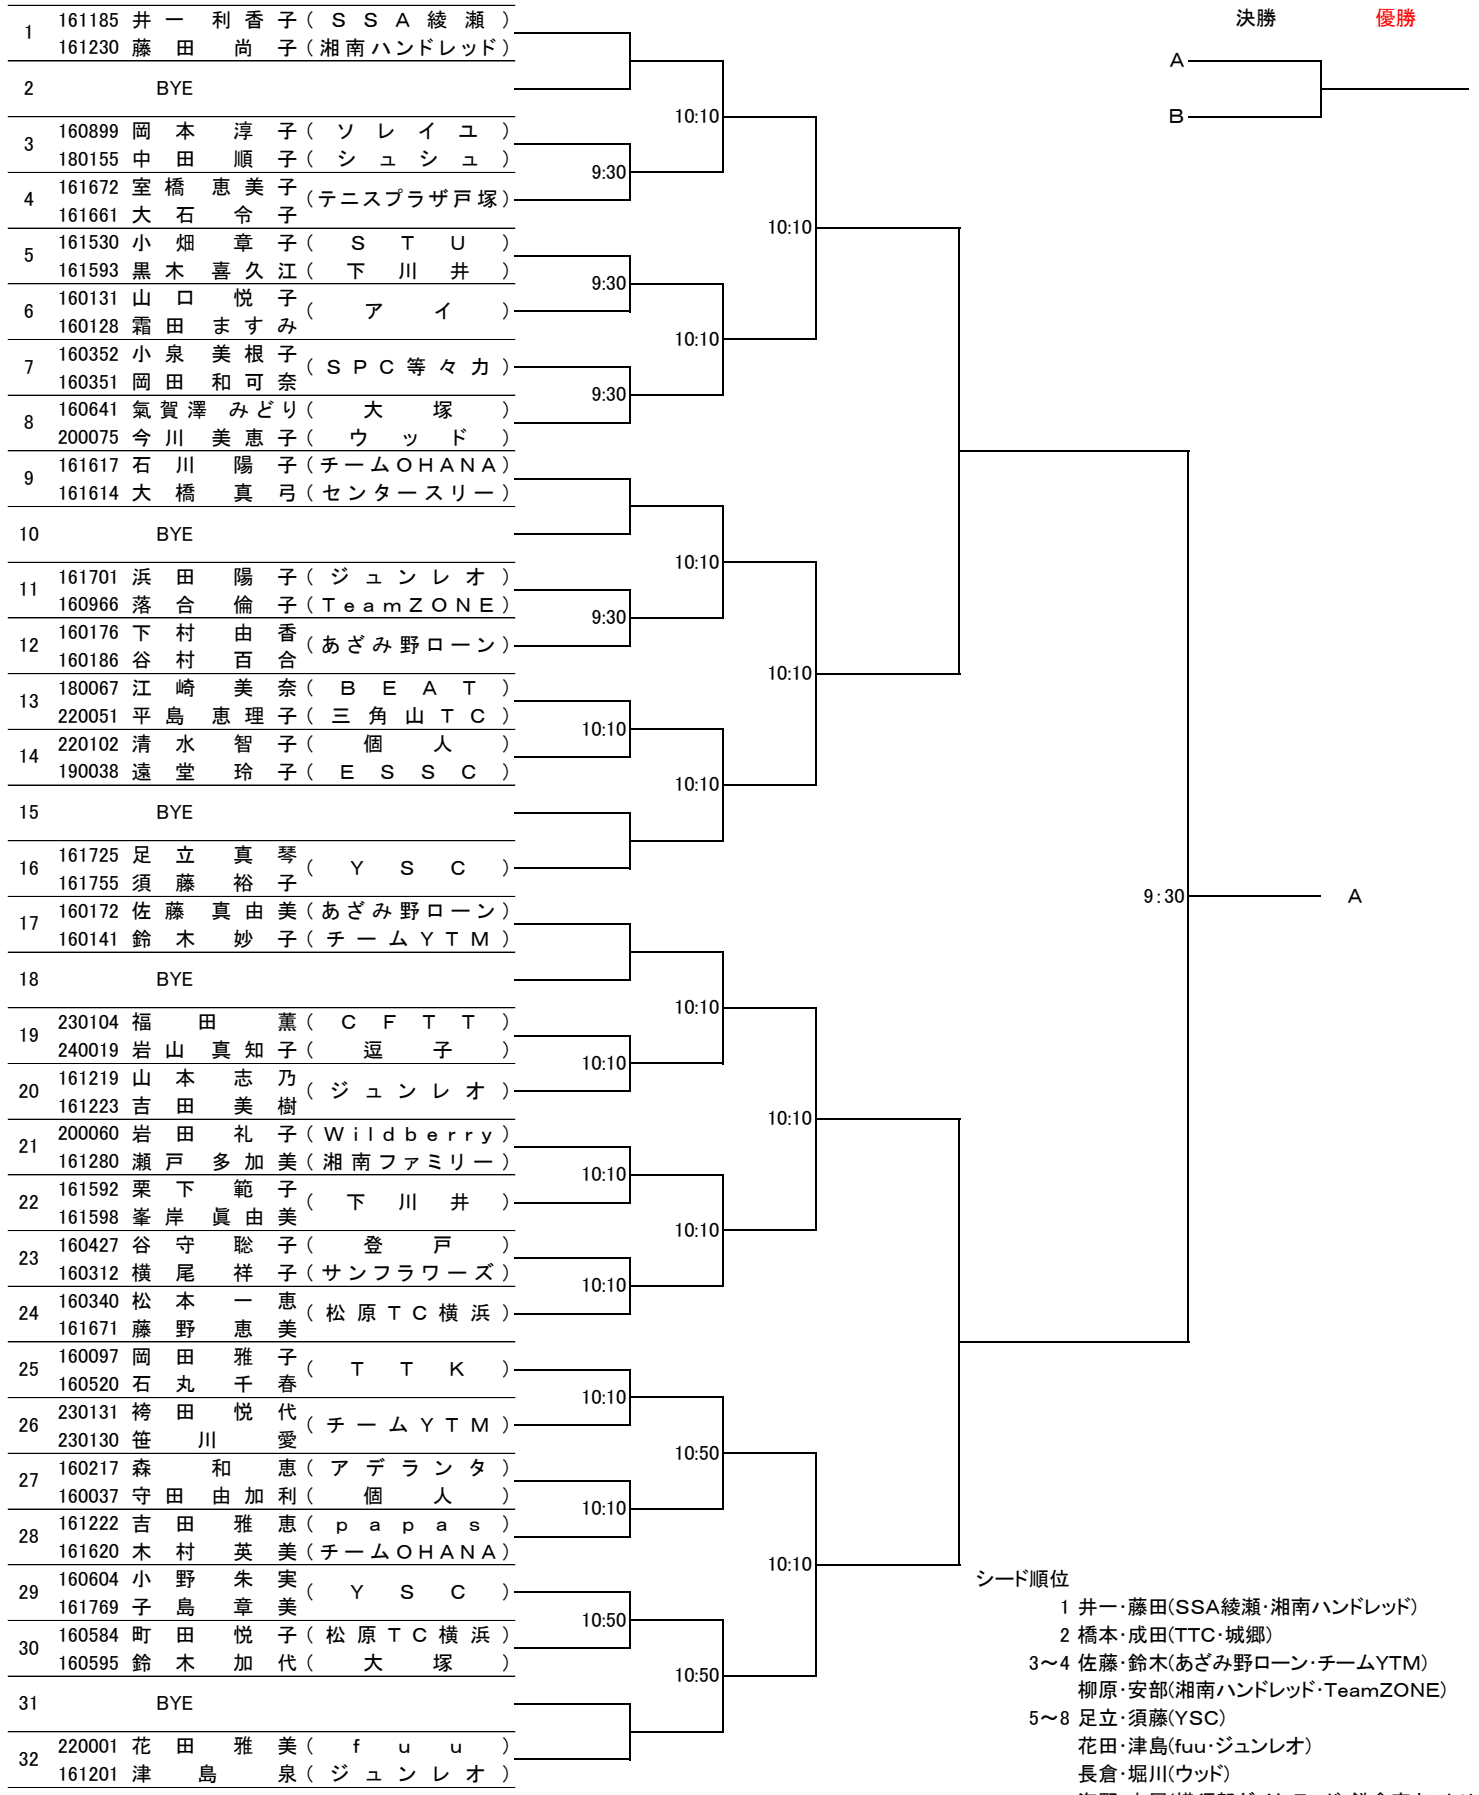 決勝 優勝
A
B
1 161185 井一 利香子 (SSA綾瀬)
161230 藤田 尚子 (湘南ハンドレッド)
2 BYE
10:10
3 160899 岡本 淳子 (ソレイユ)
180155 中田 順子 (シュシュ)
9:30
4 161672 室橋 恵美子 (テニスプラザ戸塚)
161661 大石 令子
10:10
5 161530 小畑 章子 (STU)
161593 黒木 喜久江 (下川井)
9:30
6 160131 山口 悦子 (アイ)
160128 霜田 ますみ
10:10
7 160352 小泉 美根子 (SPC等々力)
160351 岡田 和可奈
9:30
8 160641 氣賀澤 みどり (大塚)
200075 今川 美恵子 (ウッド)
9 161617 石川 陽子 (チームOHANA)
161614 大橋 真弓 (センタースリー)
10 BYE
10:10
11 161701 浜田 陽子 (ジュンレオ)
160966 落合 倫子 (TeamZONE)
9:30
12 160176 下村 由香 (あざみ野ローン)
160186 谷村 百合
10:10
13 180067 江崎 美奈 (BEAT)
220051 平島 恵理子 (三角山TC)
10:10
14 220102 清水 智子 (個人)
190038 遠堂 玲子 (ESSC)
10:10
15 BYE
16 161725 足立 真琴 (YSC)
161755 須藤 裕子
9:30 A
17 160172 佐藤 真由美 (あざみ野ローン)
160141 鈴木 妙子 (チームYTM)
18 BYE
10:10
19 230104 福田 薫 (CFTT)
240019 岩山 真知子 (逗子)
10:10
20 161219 山本 志乃 (ジュンレオ)
161223 吉田 美樹
10:10
21 200060 岩田 礼子 (Wildberry)
161280 瀬戸 多加美 (湘南ファミリー)
10:10
22 161592 栗下 範子 (下川井)
161598 峯岸 眞由美
10:10
23 160427 谷守 聡子 (登戸)
160312 横尾 祥子 (サンフラワーズ)
10:10
24 160340 松本 一恵 (松原TC横浜)
161671 藤野 恵美
25 160097 岡田 雅子 (TTK)
160520 石丸 千春
10:10
26 230131 袴田 悦代 (チームYTM)
230130 笹川 愛
10:50
27 160217 森 和恵 (アデランタ)
160037 守田 由加利 (個人)
10:10
28 161222 吉田 雅恵 (papas)
161620 木村 英美 (チームOHANA)
10:10
29 160604 小野 朱実 (YSC)
161769 子島 章美
10:50
30 160584 町田 悦子 (松原TC横浜)
160595 鈴木 加代 (大塚)
10:50
31 BYE
32 220001 花田 雅美 (fuu)
161201 津島 泉 (ジュンレオ)
シード順位
1 井一・藤田(SSA綾瀬・湘南ハンドレッド)
2 橋本・成田(TTC・城郷)
3～4 佐藤・鈴木(あざみ野ローン・チームYTM)
柳原・安部(湘南ハンドレッド・TeamZONE)
5～8 足立・須藤(YSC)
花田・津島(fuu・ジュンレオ)
長倉・堀川(ウッド)